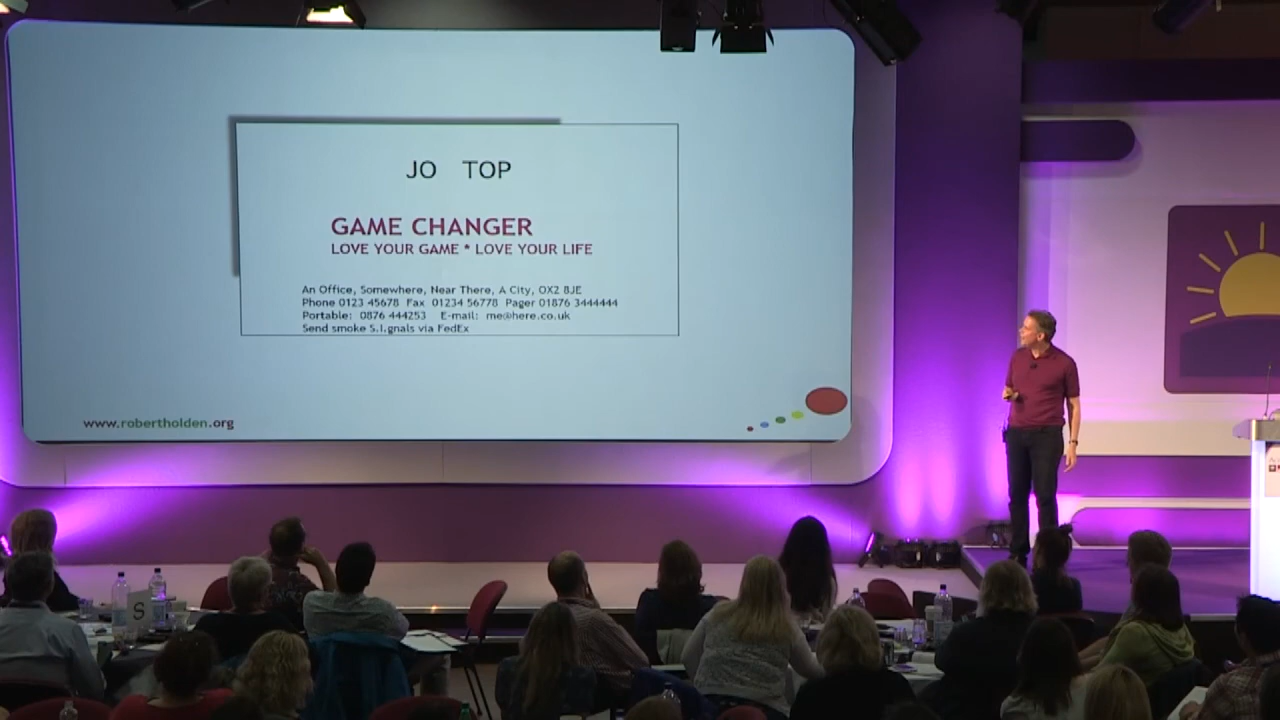 JO TOP
GAME CHANGER
LOVE YOUR GAME * LOVE YOUR LIFE
An Office, Somewhere, Near There, A City, OX2 8JE
Phone 0123 45678 Fax 01234 56778 Pager 01876 3444444
Portable: 0876 444253 E-mail: me@here.co.uk
Send smoke S.I.gnals via FedEx
www.robertholden.org
S